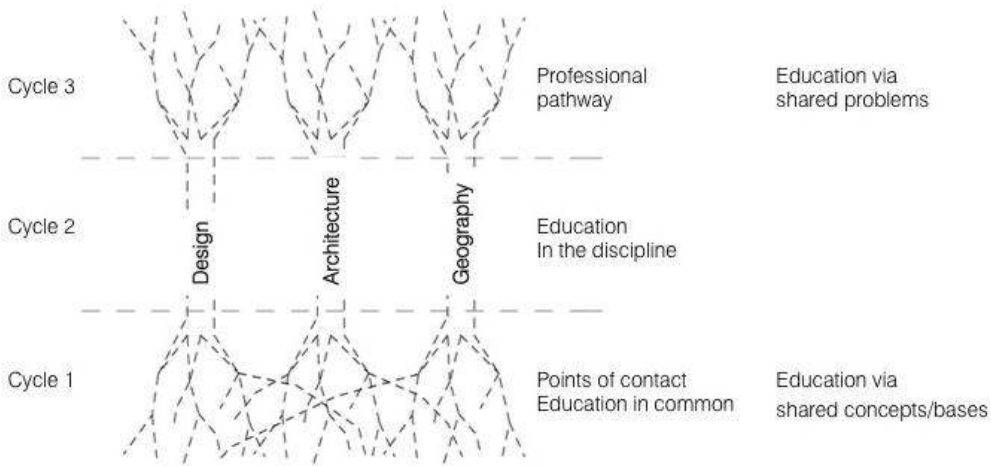 Cycle 3
Professional
pathway
Education via
shared problems
Cycle 2
Design
Architecture
Geography
Education
In the discipline
Cycle 1
Points of contact
Education in common
Education via
shared concepts/bases